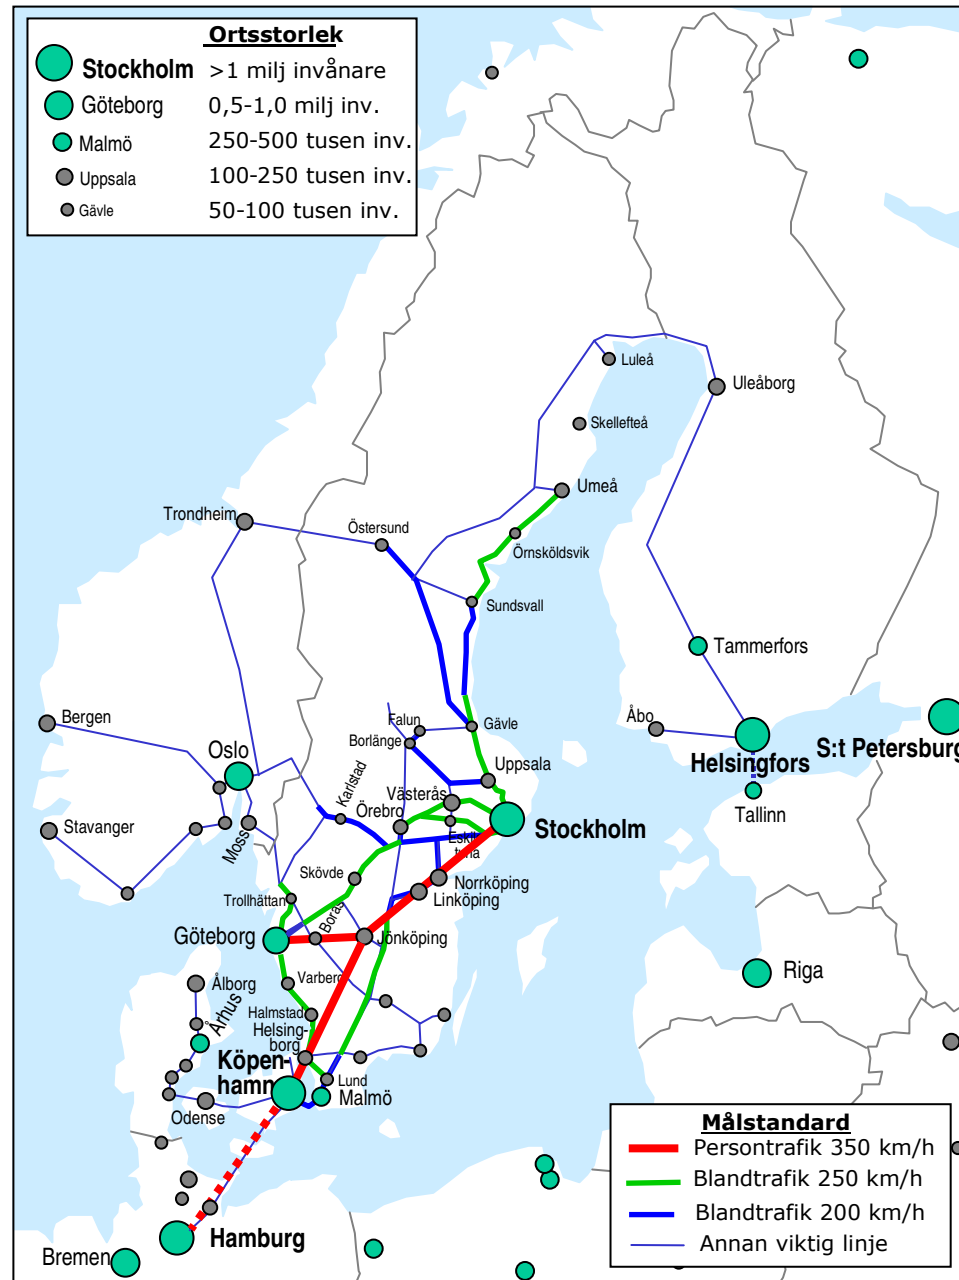 Ortsstorlek
Stockholm >1 milj invånare
Göteborg 0,5-1,0 milj inv.
Malmö 250-500 tusen inv.
Uppsala 100-250 tusen inv.
Gävle 50-100 tusen inv.
Luleå
Uleåborg
Skellefteå
Umeå
Trondheim
Östersund
Örnsköldsvik
Sundsvall
Tammerfors
Bergen
Falun
Gävle
Åbo
Oslo
Borlänge
Helsingfors
S:t Petersburg
Uppsala
Karlstad
Västerås
Örebro
Tallinn
Stavanger
Moss
Stockholm
Eskil-
tuna
Skövde
Norrköping
Linköping
Trollhättan
Borås
Göteborg
Jönköping
Riga
Varberg
Ålborg
Århus
Halmstad
Helsing-
borg
Köpen-
hamn
Lund
Malmö
Odense
Hamburg
Bremen
Målstandard
Persontrafik 350 km/h
Blandtrafik 250 km/h
Blandtrafik 200 km/h
Annan viktig linje